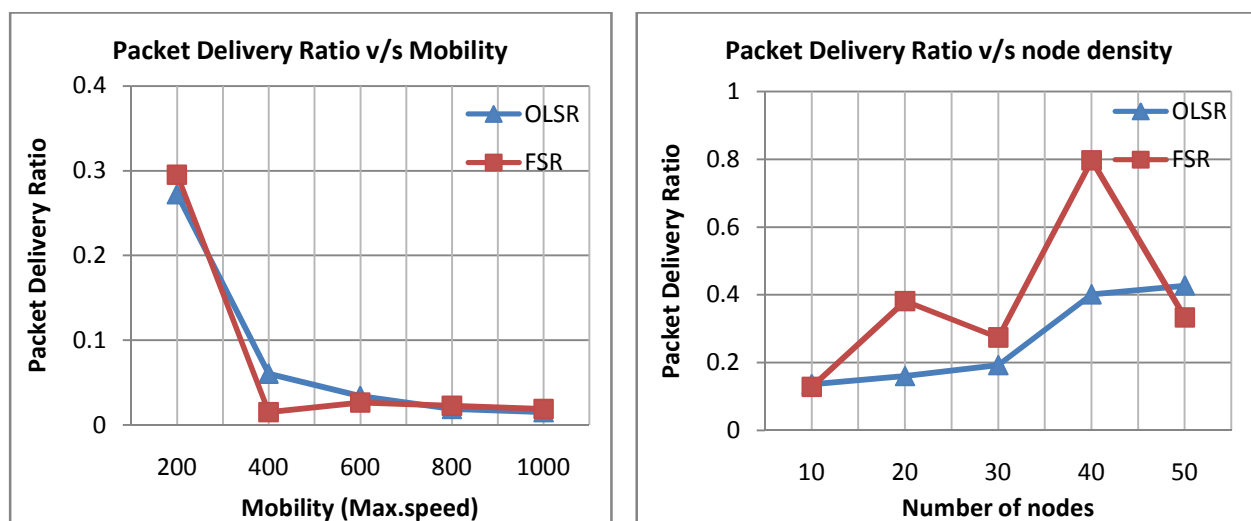 Packet Delivery Ratio v/s Mobility
0.4
0.3
0.2
0.1
0
Packet Delivery Ratio
OLSR
FSR
200 400 600 800 1000
Mobility (Max.speed)
Packet Delivery Ratio v/s node density
1
0.8
0.6
0.4
0.2
0
Packet Delivery Ratio
OLSR
FSR
10 20 30 40 50
Number of nodes